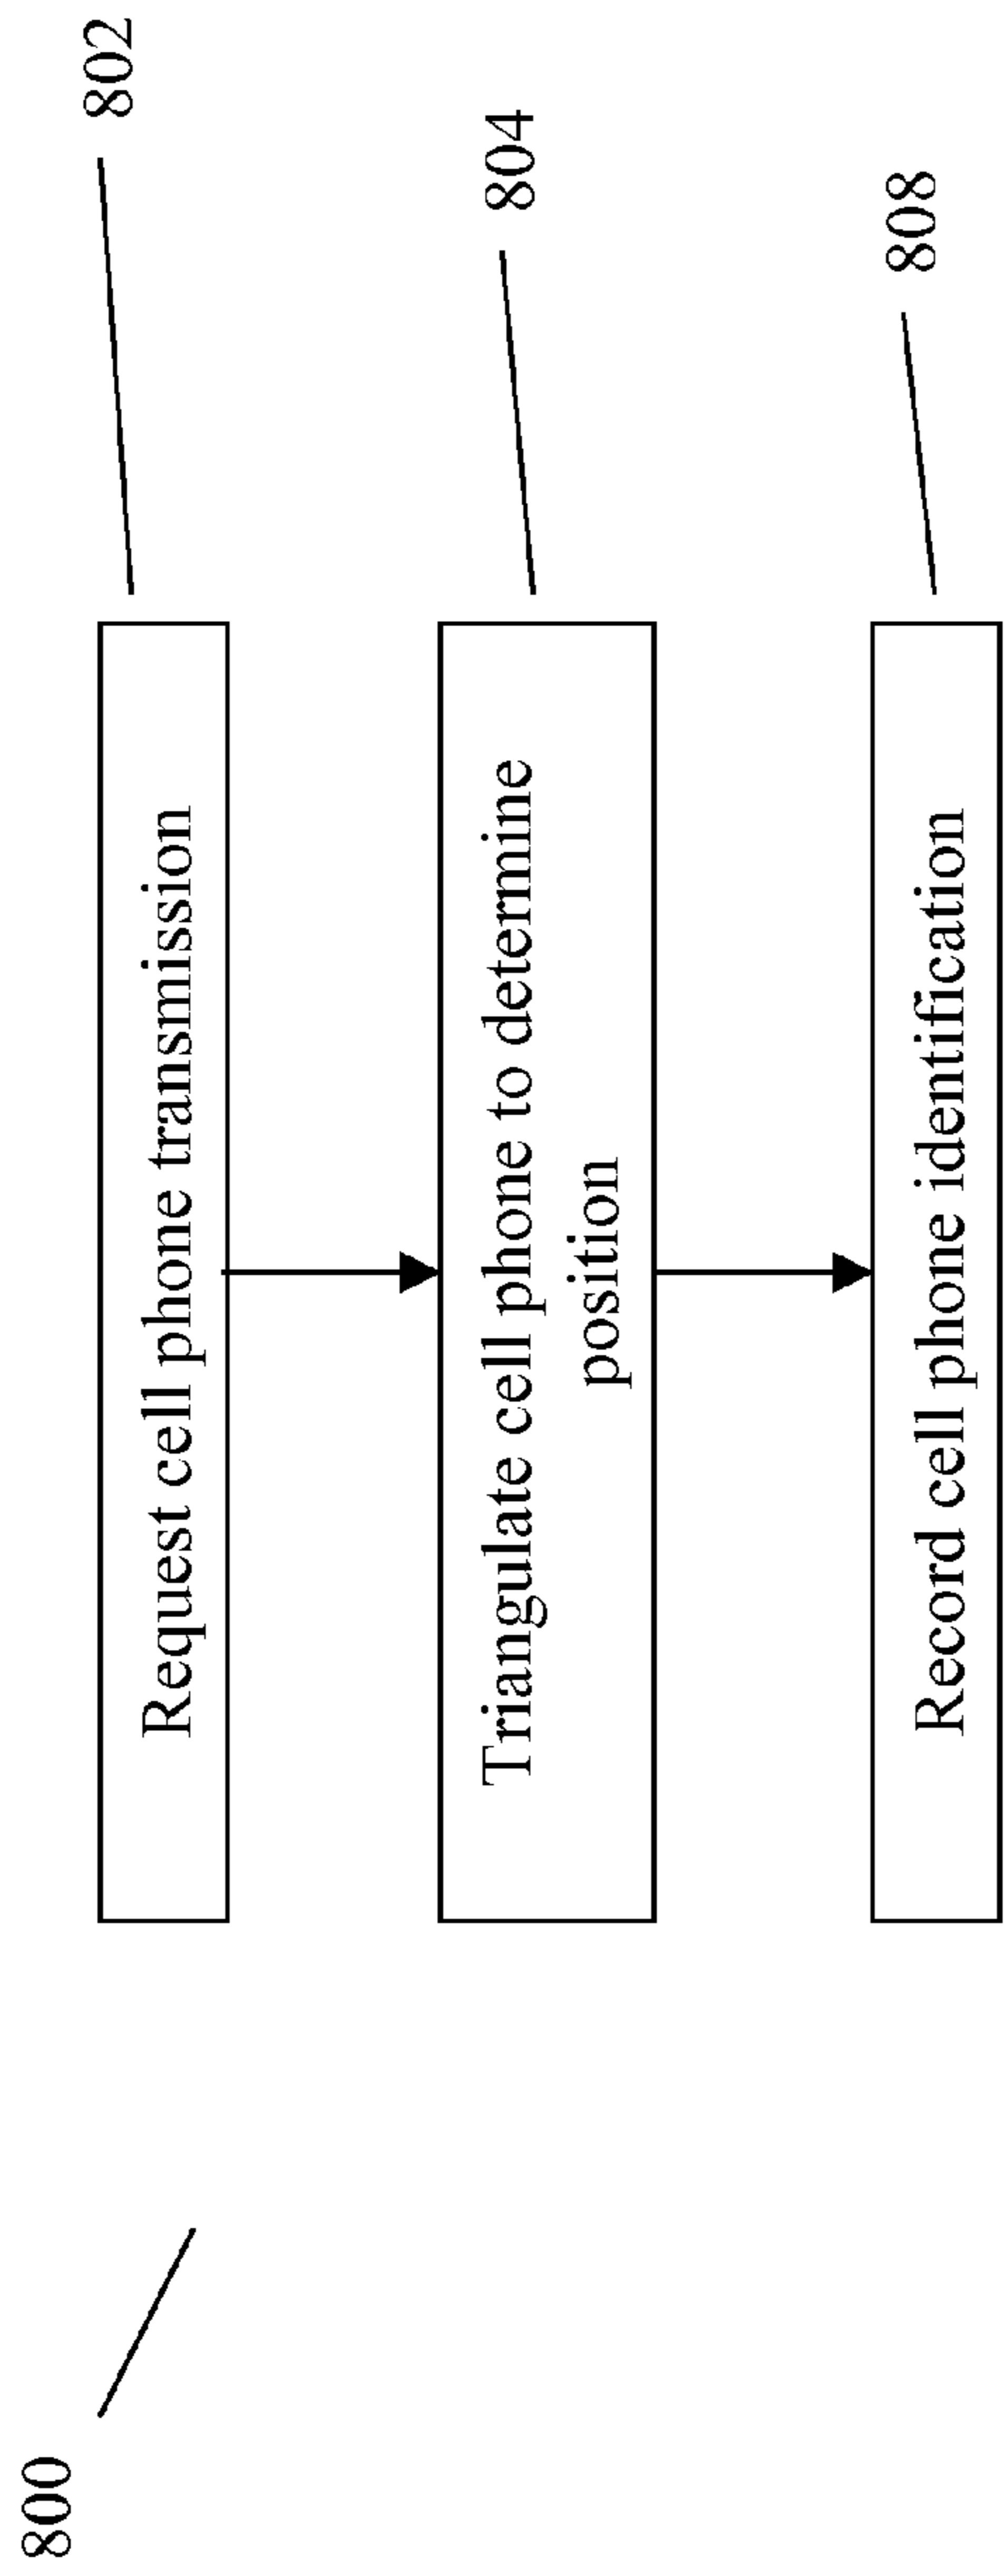 800
802
Request cell phone transmission
804
Triangulate cell phone to determine
position
808
Record cell phone identification